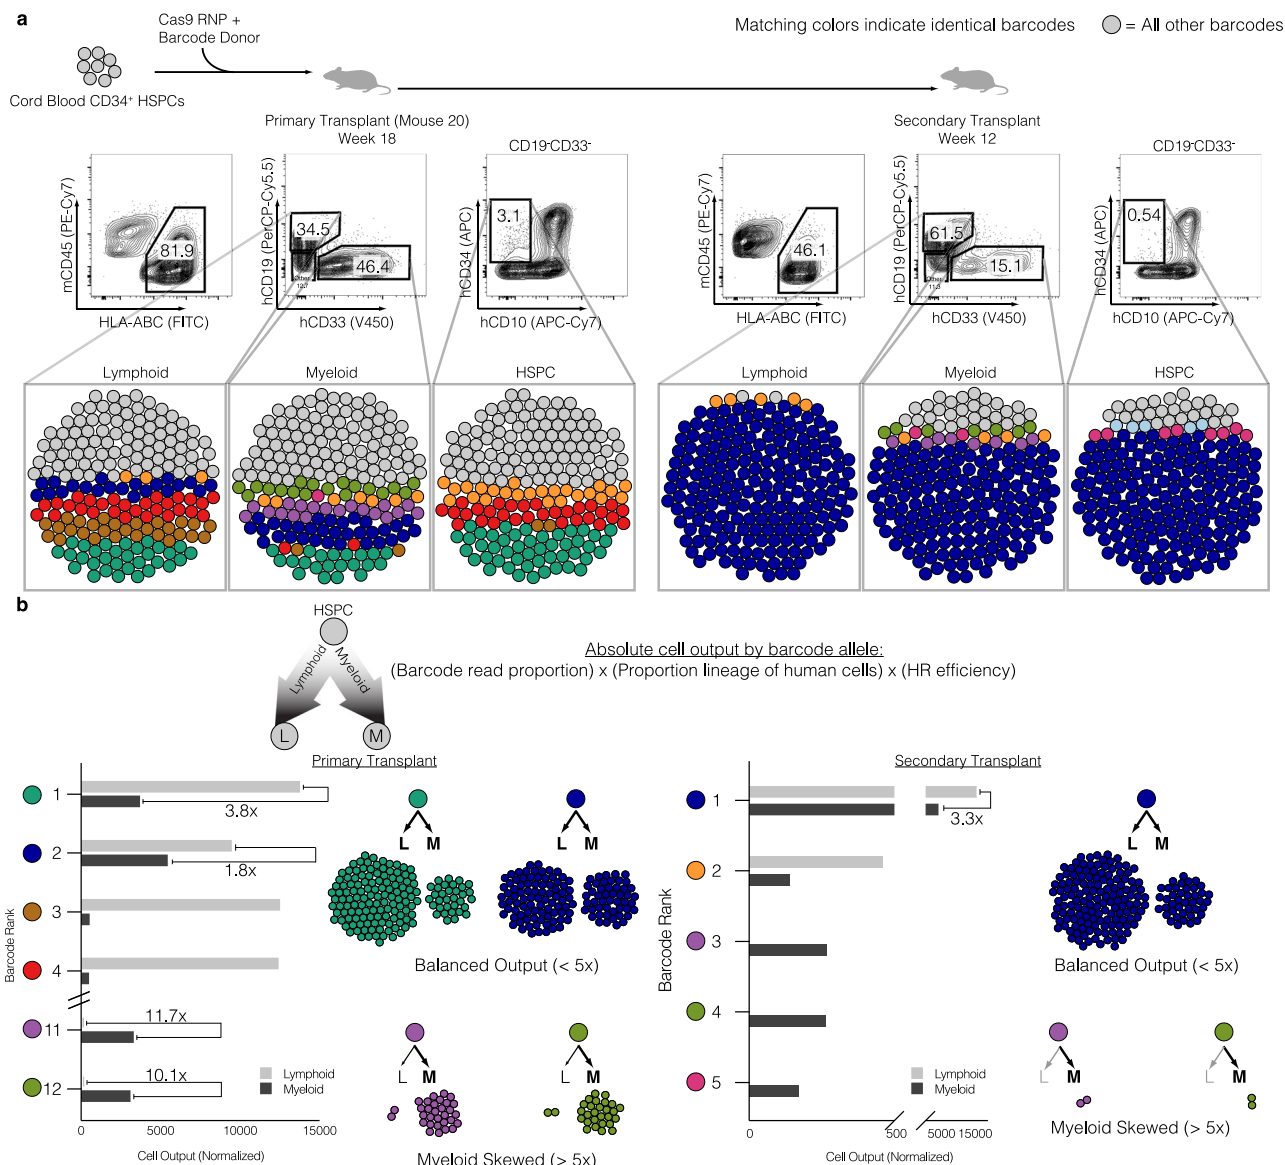 a
Cas9 RNP +
Barcode Donor
Matching colors indicate identical barcodes
= All other barcodes
Cord Blood CD34+ HSPCs
Primary Transplant (Mouse 20)
Week 18
CD19-CD33-
Secondary Transplant
Week 12
CD19-CD33-
mCD45 (PE-Cy7)
81.9
HLA-ABC (FITC)
hCD19 (PerCP-Cy5.5)
34.5
46.4
Other
12.7
hCD33 (V450)
hCD34 (APC)
3.1
hCD10 (APC-Cy7)
mCD45 (PE-Cy7)
46.1
HLA-ABC (FITC)
hCD19 (PerCP-Cy5.5)
61.5
15.1
Other
11.3
hCD33 (V450)
hCD34 (APC)
0.54
hCD10 (APC-Cy7)
Lymphoid
Myeloid
HSPC
Lymphoid
Myeloid
HSPC
b
HSPC
Lymphoid
Myeloid
L
M
Absolute cell output by barcode allele:
(Barcode read proportion) x (Proportion lineage of human cells) x (HR efficiency)
Primary Transplant
Barcode Rank
1
2
3
4
11
12
3.8x
1.8x
11.7x
10.1x
Lymphoid
Myeloid
0
5000
10000
15000
Cell Output (Normalized)
L M
L M
Balanced Output (< 5x)
L M
L M
Myeloid Skewed (> 5x)
Secondary Transplant
Barcode Rank
1
2
3
4
5
3.3x
Lymphoid
Myeloid
0
500
5000
15000
Cell Output (Normalized)
L M
Balanced Output (< 5x)
L M
L M
Myeloid Skewed (> 5x)